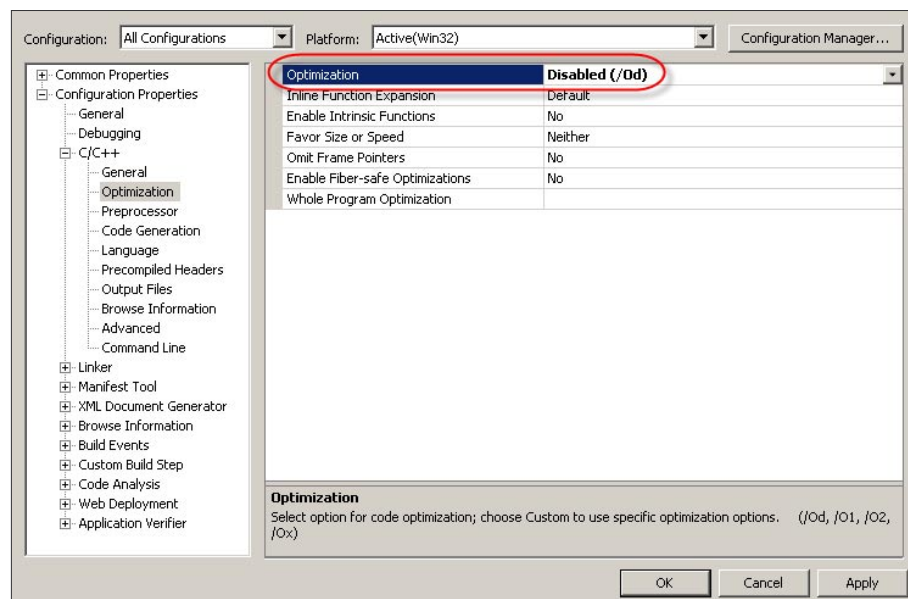 Configuration: All Configurations Platform: Active(Win32) Configuration Manager...
Common Properties
Configuration Properties
General
Debugging
C/C++
General
Optimization
Preprocessor
Code Generation
Language
Precompiled Headers
Output Files
Browse Information
Advanced
Command Line
Linker
Manifest Tool
XML Document Generator
Browse Information
Build Events
Custom Build Step
Code Analysis
Web Deployment
Application Verifier
Optimization Disabled (/Od)
Inline Function Expansion Default
Enable Intrinsic Functions No
Favor Size or Speed Neither
Omit Frame Pointers No
Enable Fiber-safe Optimizations No
Whole Program Optimization
Optimization
Select option for code optimization; choose Custom to use specific optimization options. (/Od, /O1, /O2,
/Ox)
OK Cancel Apply